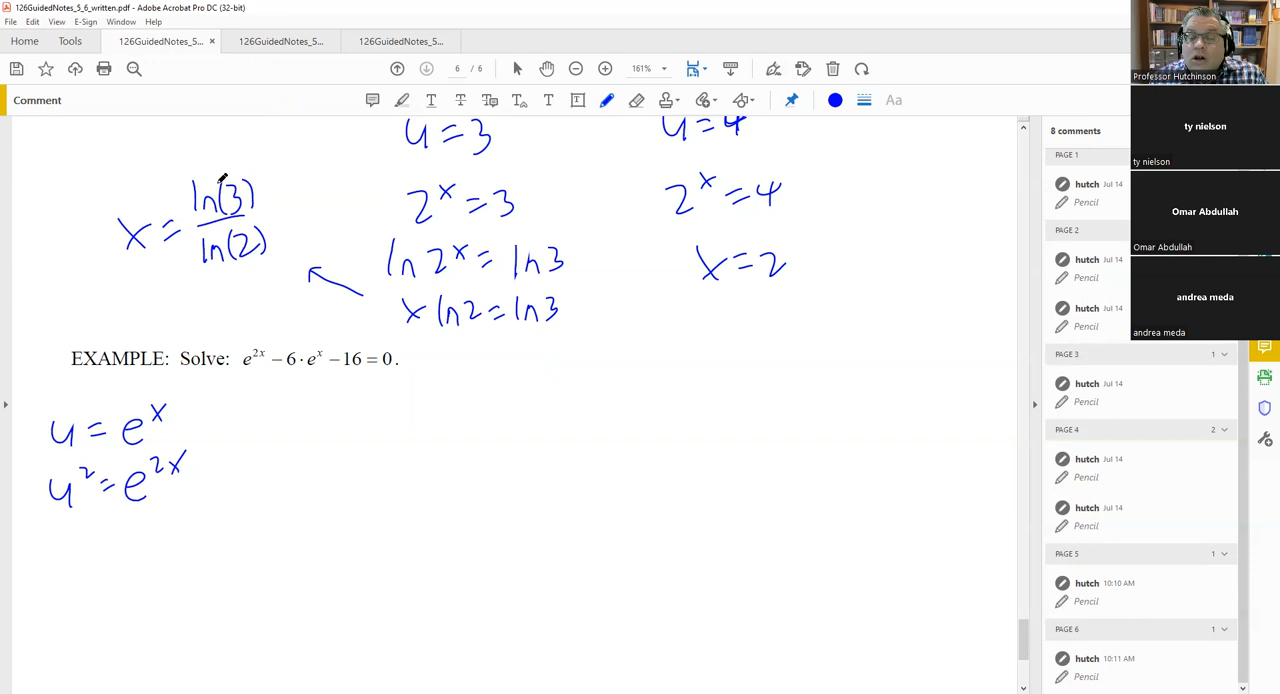 126GuidedNotes_5_6_written.pdf - Adobe Acrobat Pro DC (32-bit)
File Edit View E-Sign Window Help
Home Tools 126GuidedNotes_5... × 126GuidedNotes_5... 126GuidedNotes_5...
6 / 6 161%
Comment
Aa
u = 3
u = 4
x = ln(3)/ln(2)
2^x = 3
2^x = 4
ln 2^x = ln 3
x = 2
x ln 2 = ln 3
EXAMPLE: Solve: e^{2x} − 6 · e^x − 16 = 0.
u = e^x
u^2 = e^{2x}
8 comments
PAGE 1
hutch Jul 14
Pencil
PAGE 2
hutch Jul 14
Pencil
hutch Jul 14
Pencil
PAGE 3 1
hutch Jul 14
Pencil
PAGE 4 2
hutch Jul 14
Pencil
hutch Jul 14
Pencil
PAGE 5 1
hutch 10:10 AM
Pencil
PAGE 6 1
hutch 10:11 AM
Pencil
Professor Hutchinson
ty nielson
ty nielson
Omar Abdullah
Omar Abdullah
andrea meda
andrea meda